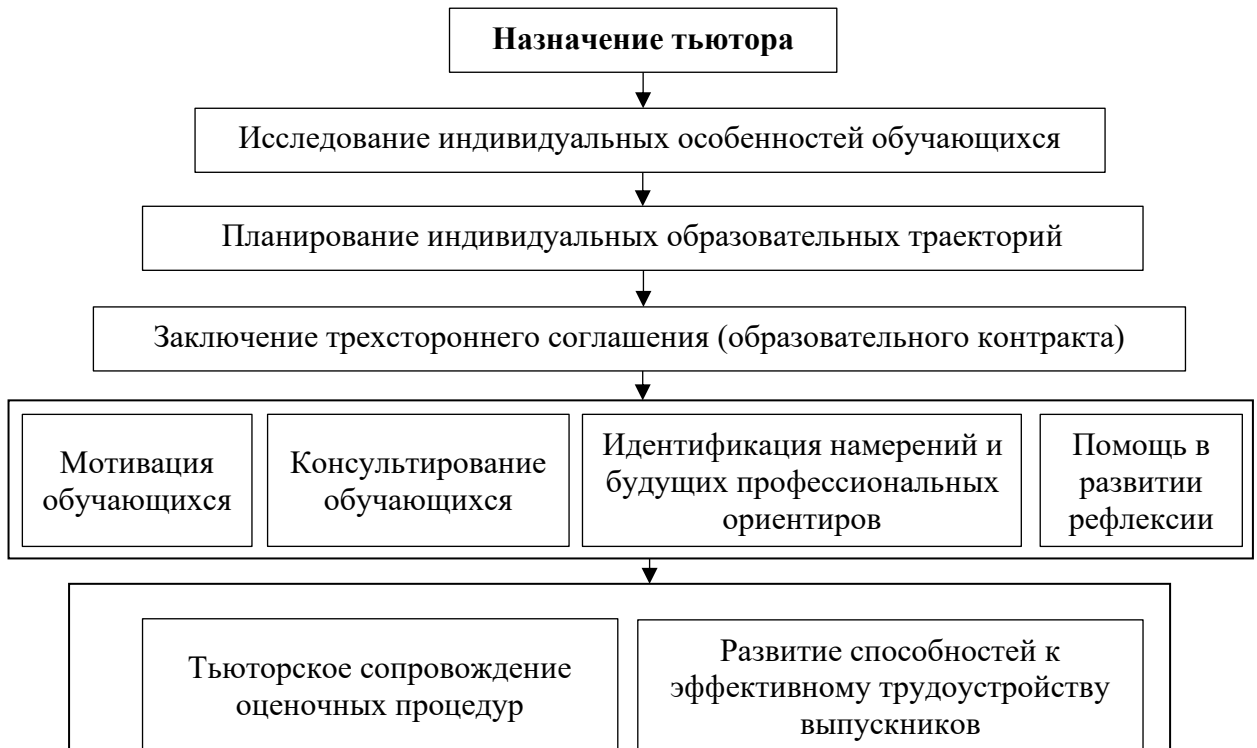 Назначение тьютора
Исследование индивидуальных особенностей обучающихся
Планирование индивидуальных образовательных траекторий
Заключение трехстороннего соглашения (образовательного контракта)
Мотивация
обучающихся
Консультирование
обучающихся
Идентификация намерений и
будущих профессиональных
ориентиров
Помощь в
развитии
рефлексии
Тьюторское сопровождение
оценочных процедур
Развитие способностей к
эффективному трудоустройству
выпускников